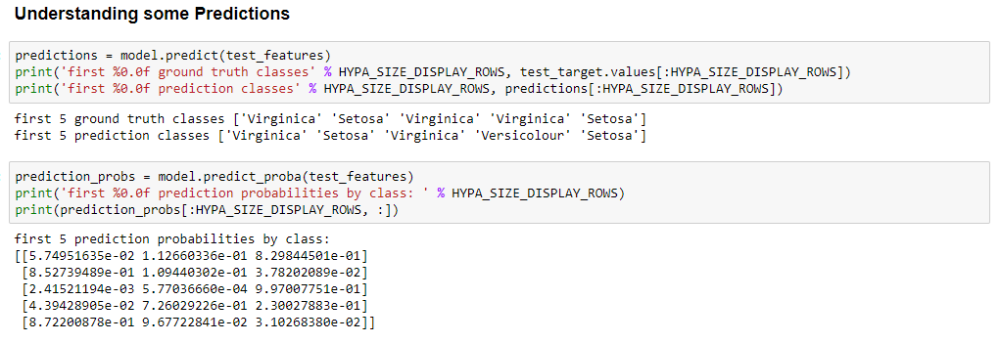 Understanding some Predictions
predictions = model.predict(test_features)
print('first %0.0f ground truth classes' % HYPA_SIZE_DISPLAY_ROWS, test_target.values[:HYPA_SIZE_DISPLAY_ROWS])
print('first %0.0f prediction classes' % HYPA_SIZE_DISPLAY_ROWS, predictions[:HYPA_SIZE_DISPLAY_ROWS])
first 5 ground truth classes ['Virginica' 'Setosa' 'Virginica' 'Virginica' 'Setosa']
first 5 prediction classes ['Virginica' 'Setosa' 'Virginica' 'Versicolour' 'Setosa']
prediction_probs = model.predict_proba(test_features)
print('first %0.0f prediction probabilities by class: ' % HYPA_SIZE_DISPLAY_ROWS)
print(prediction_probs[:HYPA_SIZE_DISPLAY_ROWS, :])
first 5 prediction probabilities by class:
[[5.74951635e-02 1.12660336e-01 8.29844501e-01]
[8.52739489e-01 1.09440302e-01 3.78202089e-02]
[2.41521194e-03 5.77036660e-04 9.97007751e-01]
[4.39428905e-02 7.26029226e-01 2.30027883e-01]
[8.72200878e-01 9.67722841e-02 3.10268380e-02]]